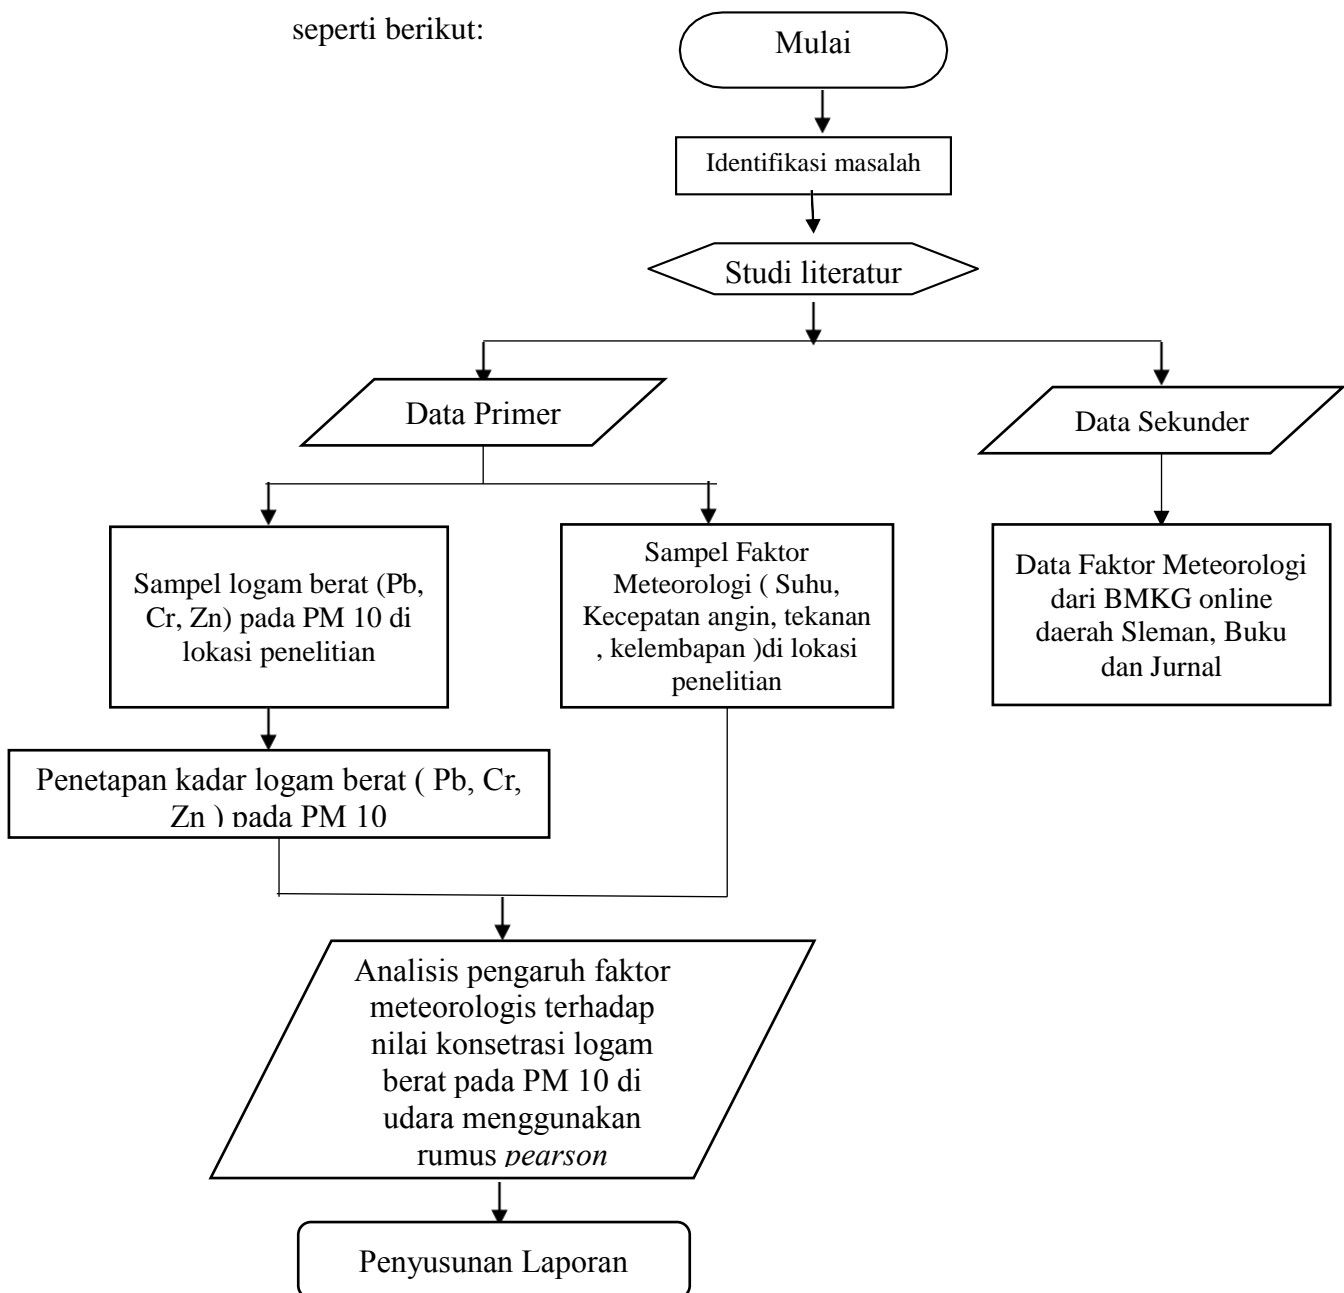 seperti berikut:
Mulai
Identifikasi masalah
Studi literatur
Data Primer
Data Sekunder
Sampel logam berat (Pb,
Cr, Zn) pada PM 10 di
lokasi penelitian
Sampel Faktor
Meteorologi ( Suhu,
Kecepatan angin, tekanan
, kelembapan )di lokasi
penelitian
Data Faktor Meteorologi
dari BMKG online
daerah Sleman, Buku
dan Jurnal
Penetapan kadar logam berat ( Pb, Cr,
Zn ) pada PM 10
Analisis pengaruh faktor
meteorologis terhadap
nilai konsetrasi logam
berat pada PM 10 di
udara menggunakan
rumus pearson
Penyusunan Laporan